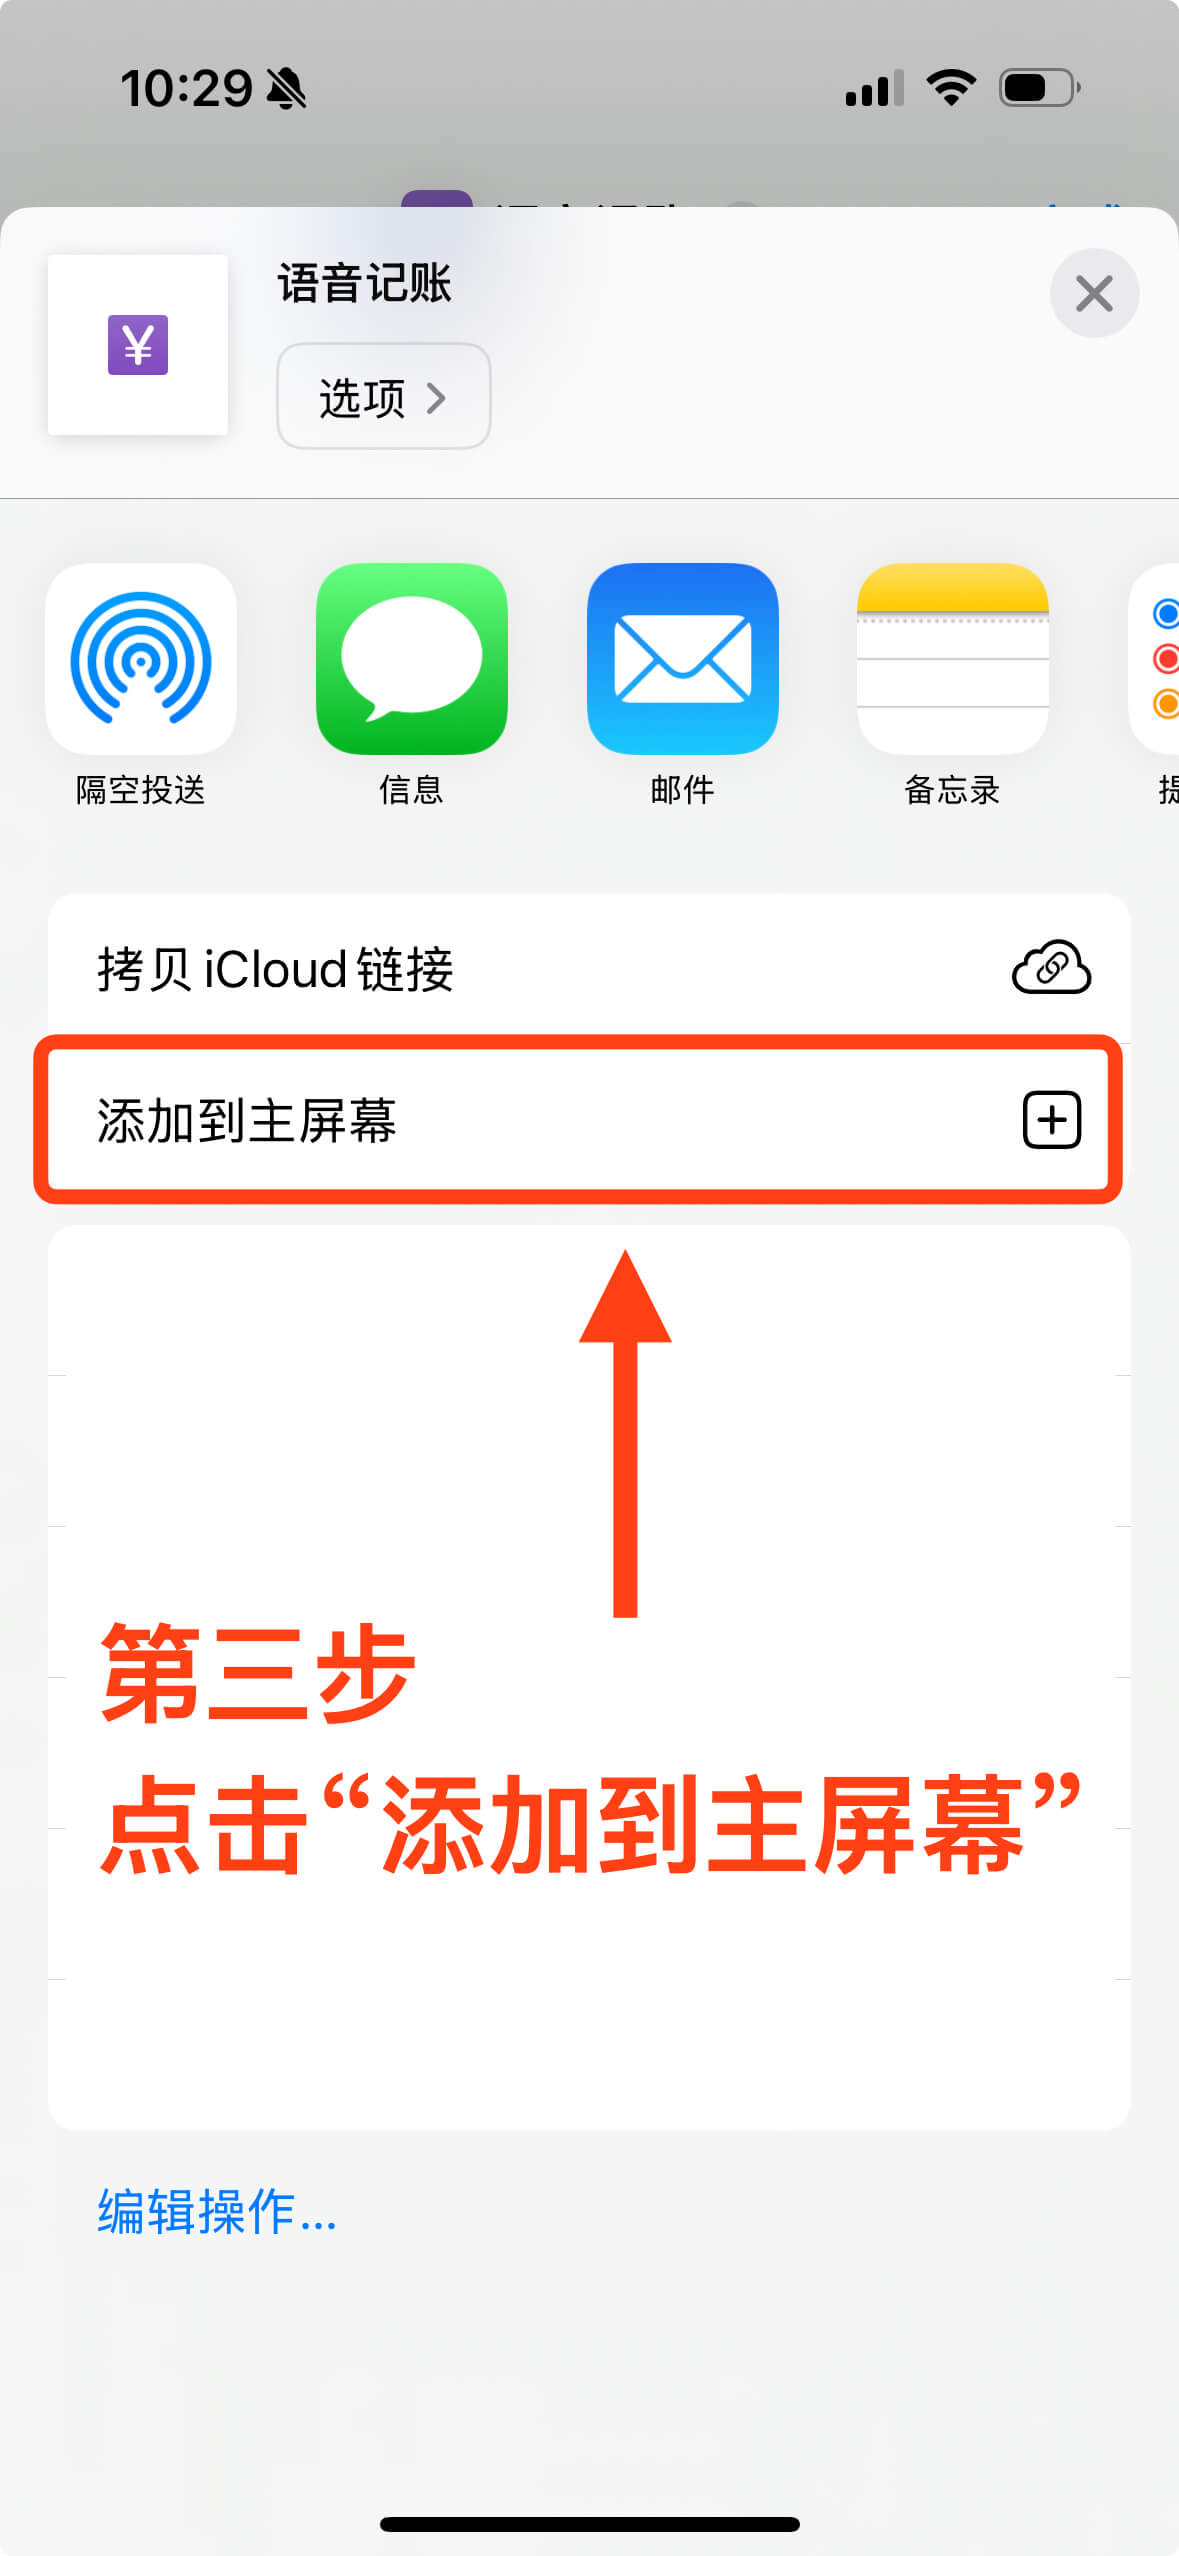 10:29
语音记账
选项
隔空投送
信息
邮件
备忘录
提
拷贝 iCloud 链接
添加到主屏幕
第三步
点击“添加到主屏幕”
编辑操作...